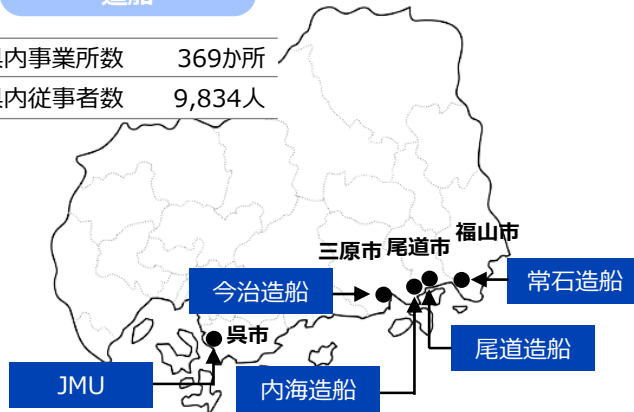 造船
県内事業所数 369か所
県内従事者数 9,834人
三原市 尾道市 福山市
今治造船
常石造船
呉市
尾道造船
JMU
内海造船